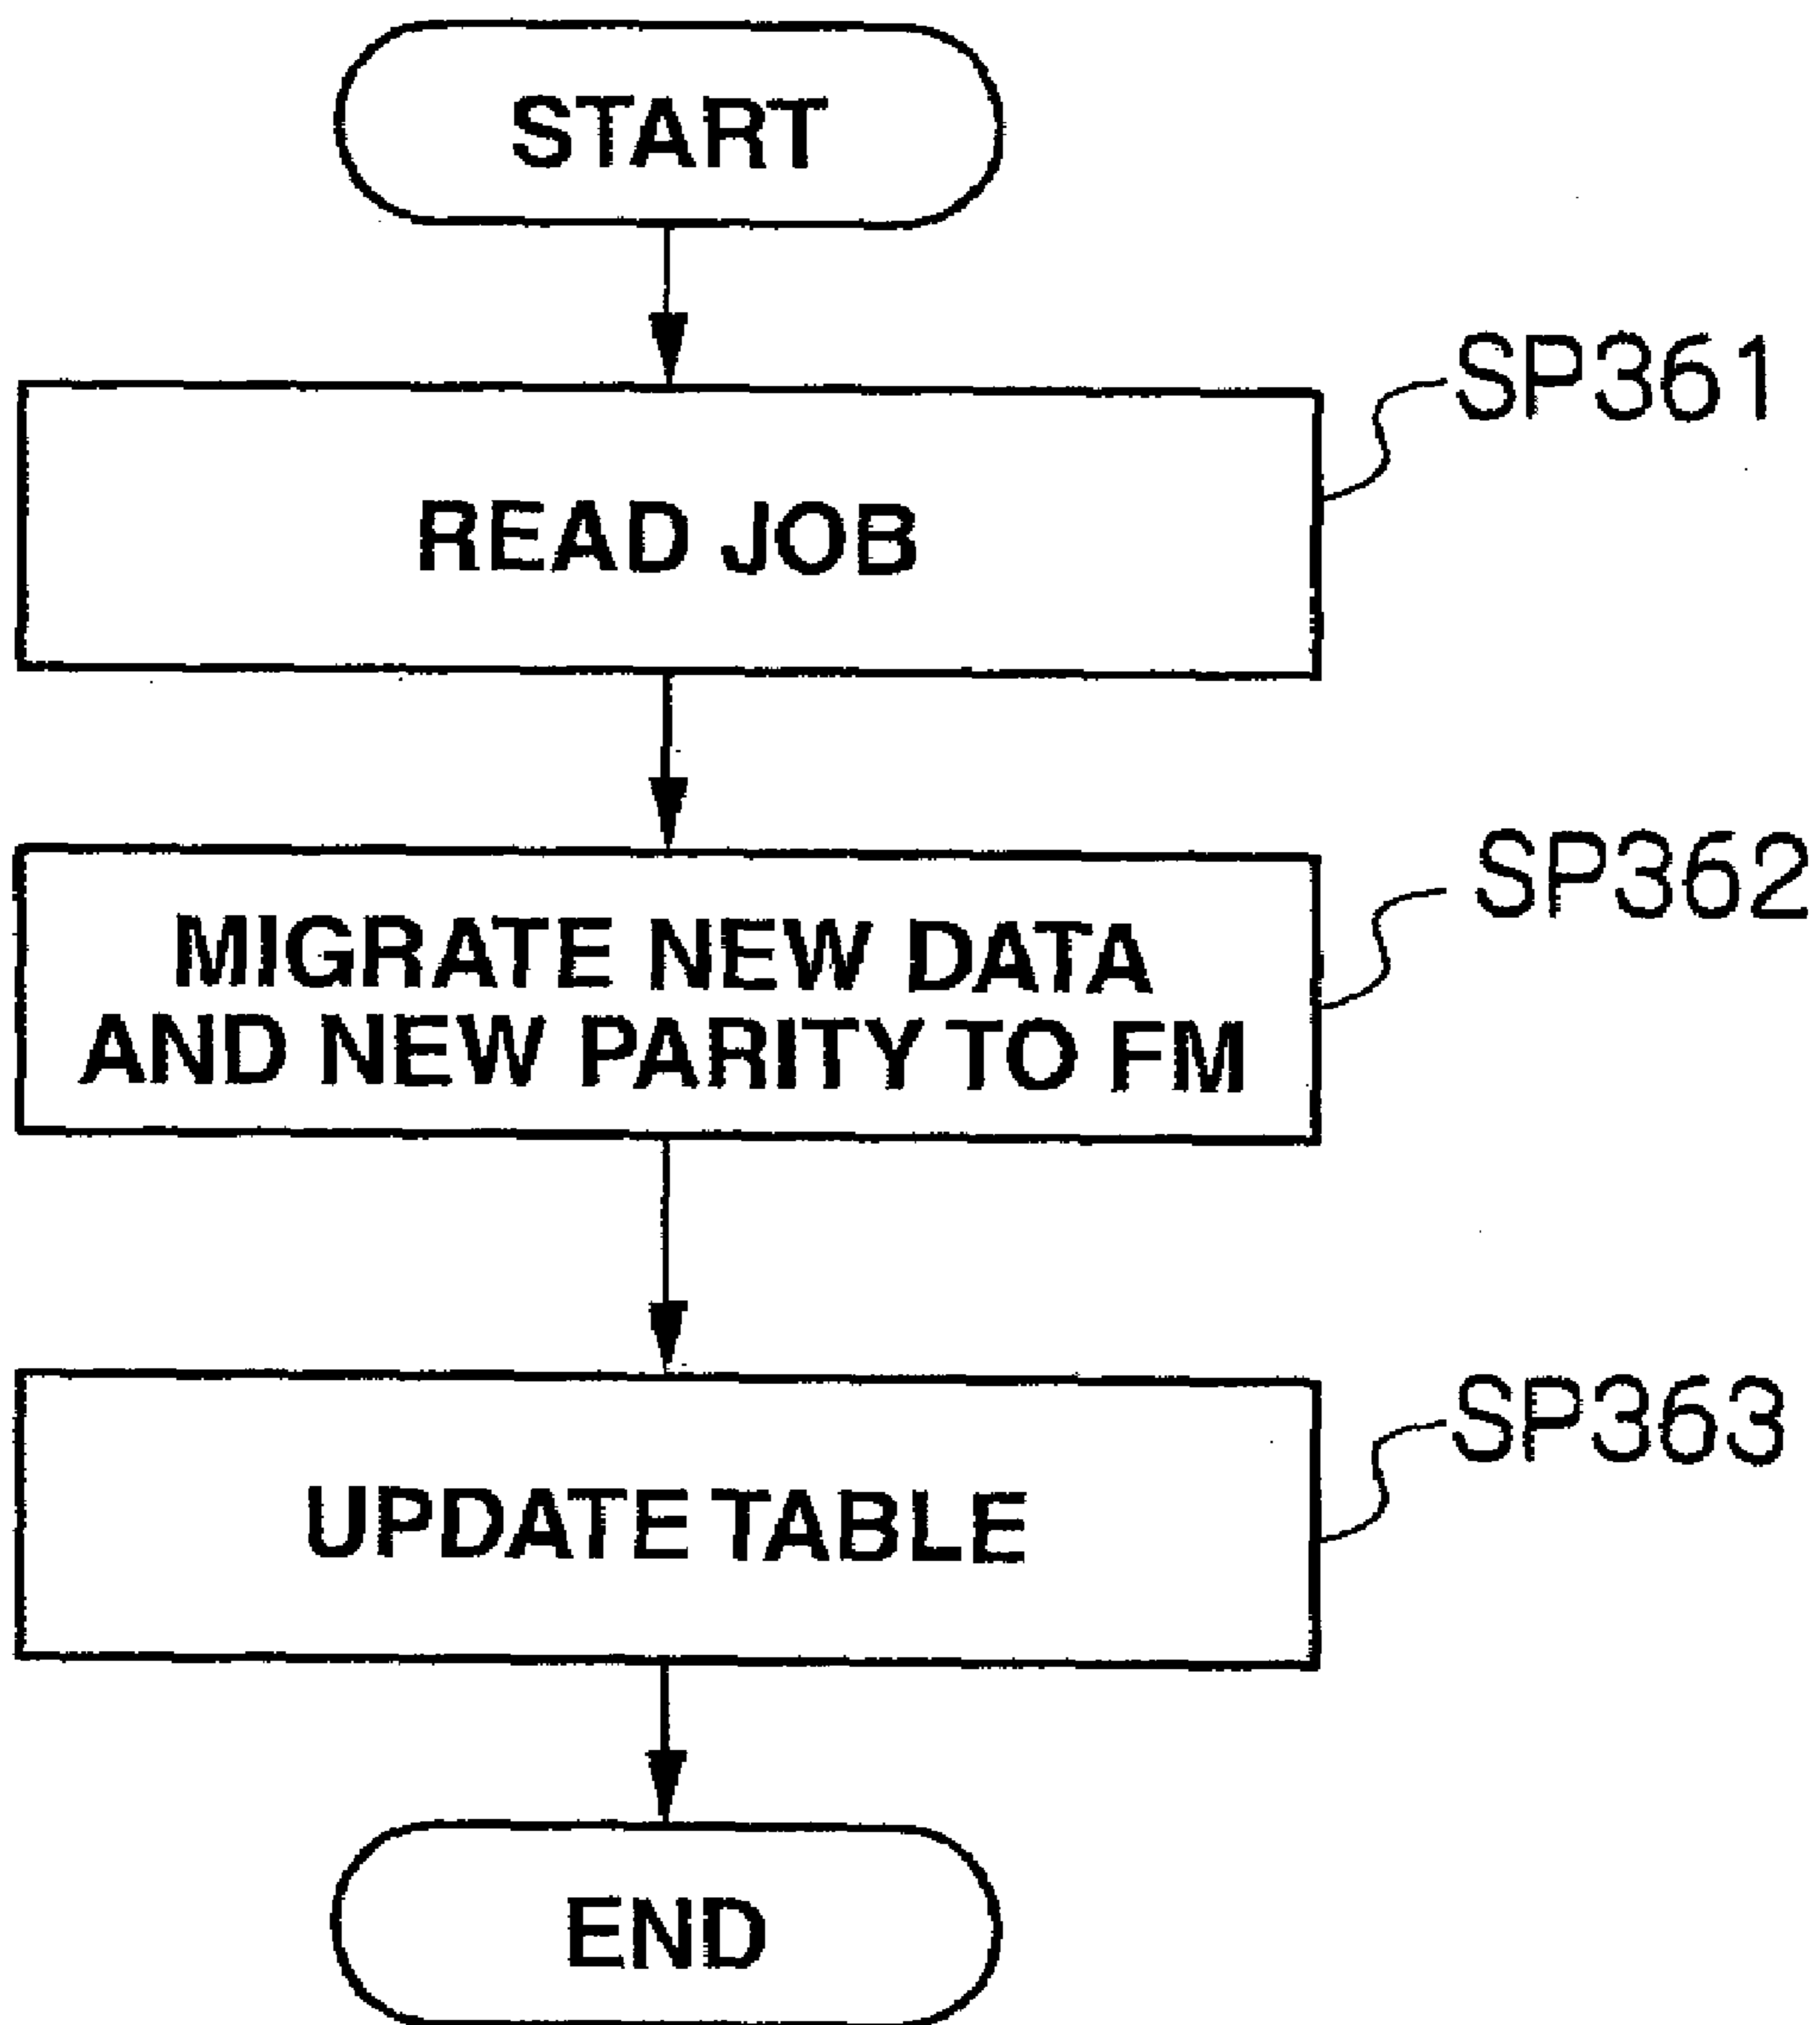 START
SP361
READ JOB
SP362
MIGRATE NEW DATA
AND NEW PARITY TO FM
SP363
UPDATE TABLE
END